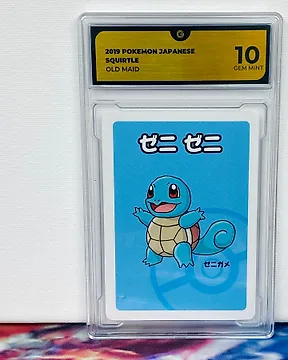 2019 POKEMON JAPANESE
SQUIRTLE
OLD MAID
10
GEM MINT
ゼニ ゼニ
ゼニガメ